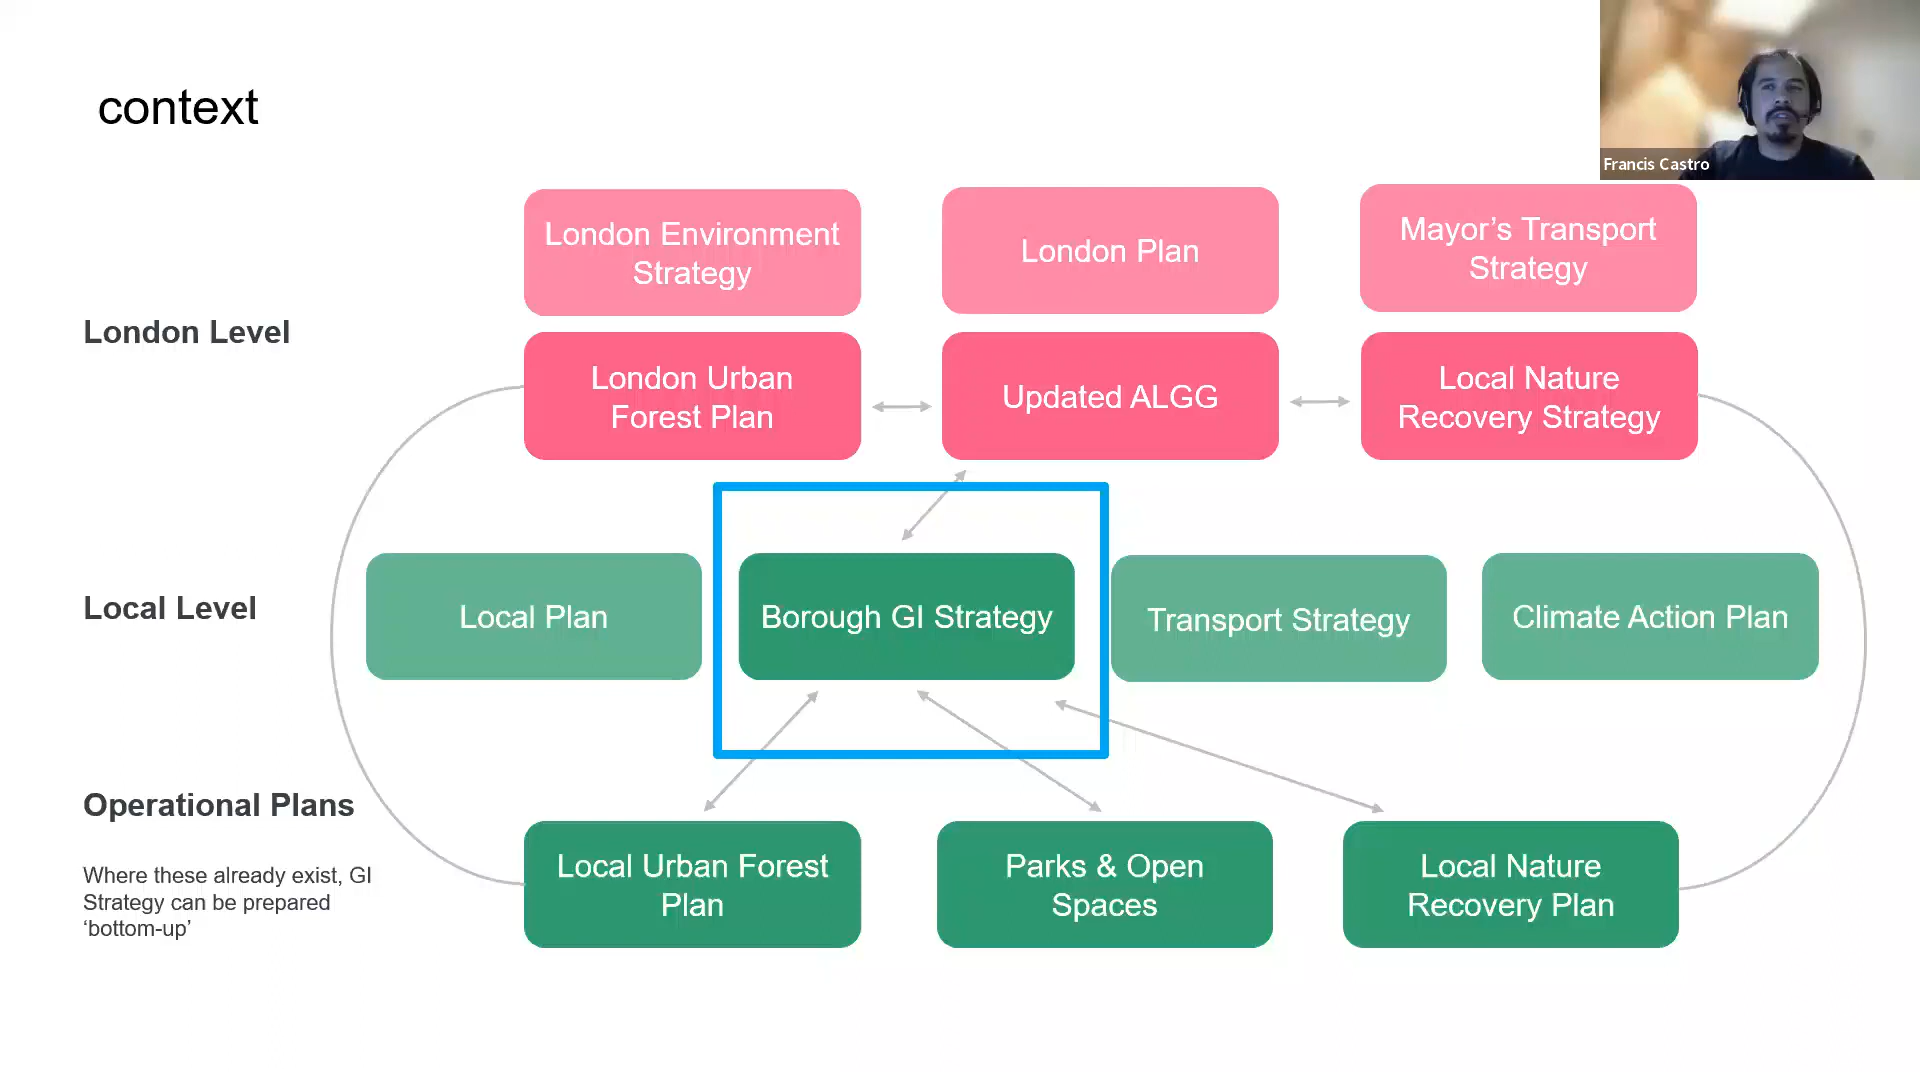 context
Francis Castro
London Environment
Strategy
London Plan
Mayor’s Transport
Strategy
London Level
London Urban
Forest Plan
Updated ALGG
Local Nature
Recovery Strategy
Local Level
Local Plan
Borough GI Strategy
Transport Strategy
Climate Action Plan
Operational Plans
Where these already exist, GI
Strategy can be prepared
‘bottom-up’
Local Urban Forest
Plan
Parks & Open
Spaces
Local Nature
Recovery Plan